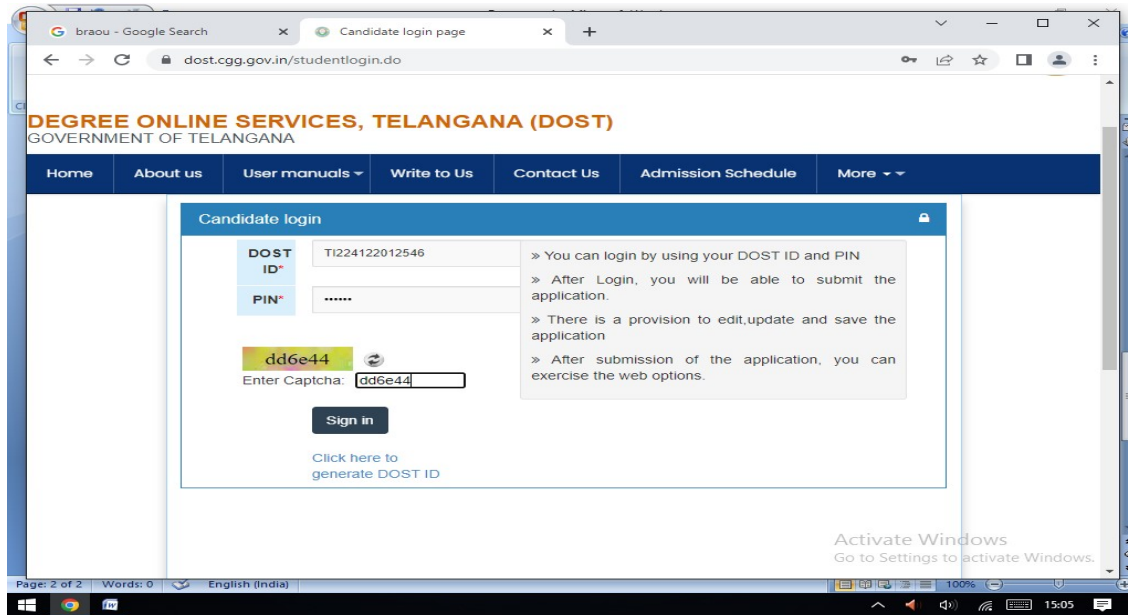 braou - Google Search
Candidate login page
dost.cgg.gov.in/studentlogin.do
DEGREE ONLINE SERVICES, TELANGANA (DOST)
GOVERNMENT OF TELANGANA
Home About us User manuals Write to Us Contact Us Admission Schedule More
Candidate login
DOST
ID*
TI224122012546
PIN*
••••••
» You can login by using your DOST ID and PIN
» After Login, you will be able to submit the
application.
» There is a provision to edit,update and save the
application
» After submission of the application, you can
exercise the web options.
dd6e44
Enter Captcha: dd6e44
Sign in
Click here to
generate DOST ID
Activate Windows
Go to Settings to activate Windows.
Page: 2 of 2 Words: 0 English (India) 100%
15:05